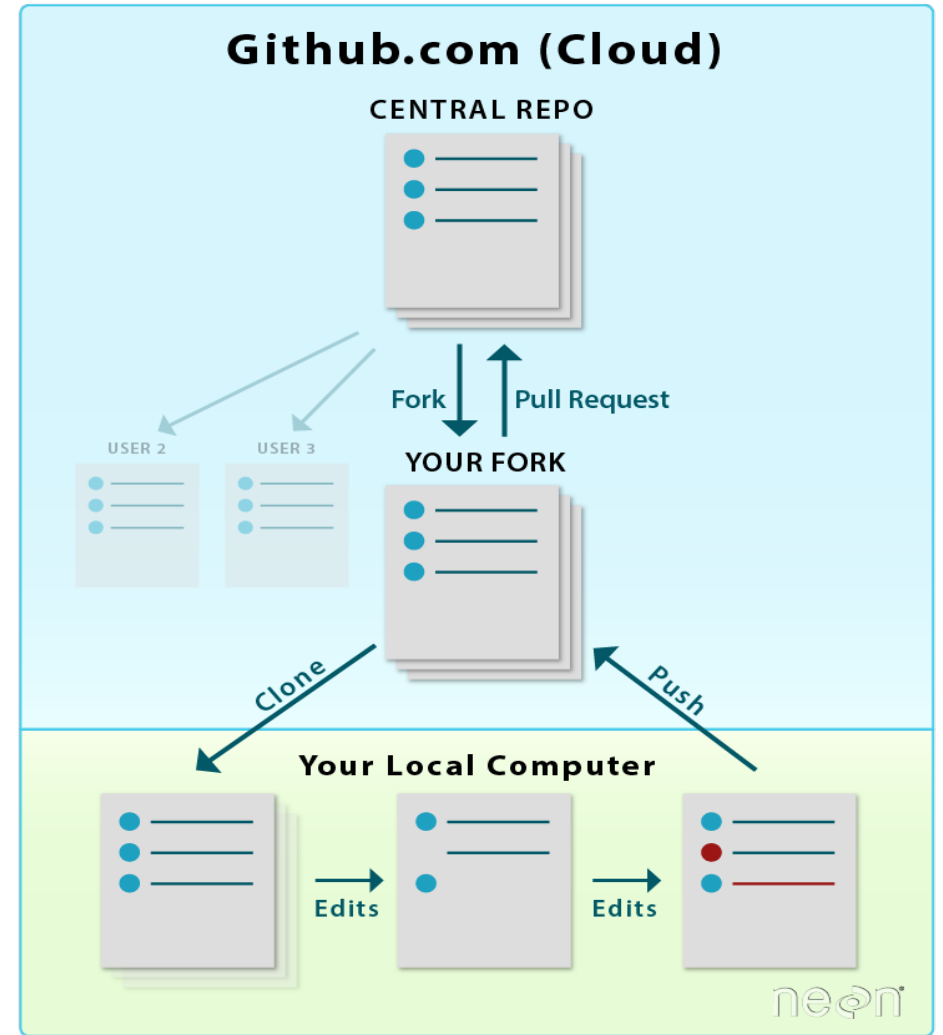 Github.com (Cloud)
CENTRAL REPO
Fork
Pull Request
USER 2
USER 3
YOUR FORK
Clone
Push
Your Local Computer
Edits
Edits
neon